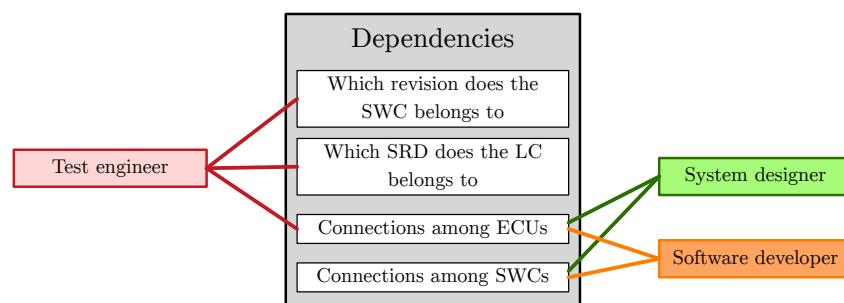 Dependencies
Which revision does the
SWC belongs to
Which SRD does the LC
belongs to
Test engineer
System designer
Connections among ECUs
Software developer
Connections among SWCs